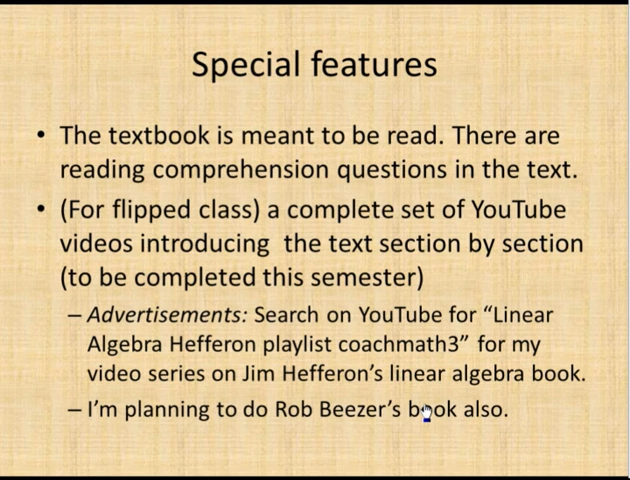 Special features
• The textbook is meant to be read. There are
reading comprehension questions in the text.
• (For flipped class) a complete set of YouTube
videos introducing  the text section by section
(to be completed this semester)
– Advertisements: Search on YouTube for “Linear
Algebra Hefferon playlist coachmath3” for my
video series on Jim Hefferon’s linear algebra book.
– I’m planning to do Rob Beezer’s book also.